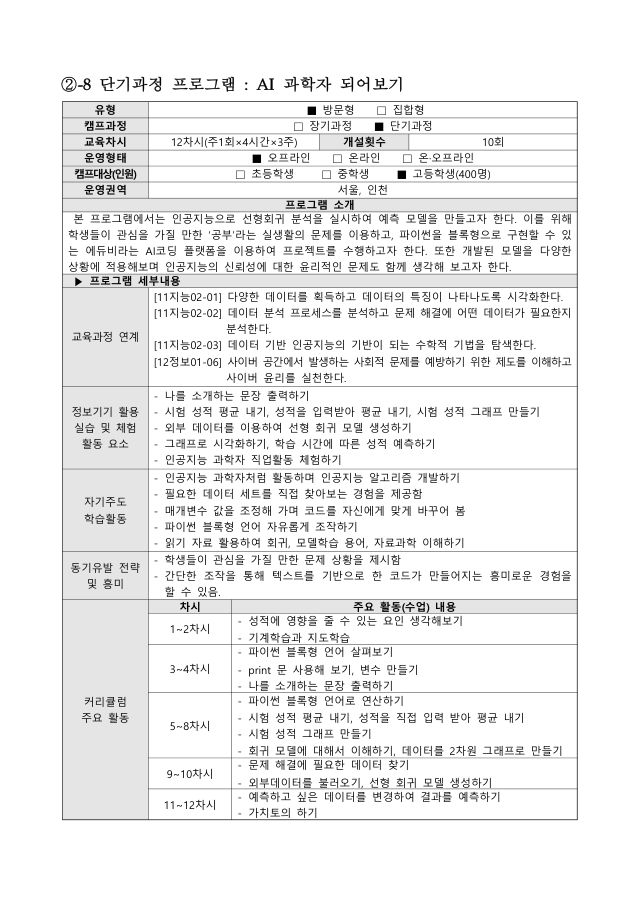 ②-8 단기과정 프로그램 : AI 과학자 되어보기
유형 ■ 방문형 □ 집합형
캠프과정 □ 장기과정 ■ 단기과정
교육차시 12차시(주1회×4시간×3주) 개설횟수 10회
운영형태 ■ 오프라인 □ 온라인 □ 온·오프라인
캠프대상(인원) □ 초등학생 □ 중학생 ■ 고등학생(400명)
운영권역 서울, 인천
프로그램 소개
본 프로그램에서는 인공지능으로 선형회귀 분석을 실시하여 예측 모델을 만들고자 한다. 이를 위해
학생들이 관심을 가질 만한 '공부'라는 실생활의 문제를 이용하고, 파이썬을 블록형으로 구현할 수 있
는 에듀비라는 AI코딩 플랫폼을 이용하여 프로젝트를 수행하고자 한다. 또한 개발된 모델을 다양한
상황에 적용해보며 인공지능의 신뢰성에 대한 윤리적인 문제도 함께 생각해 보고자 한다.
▶ 프로그램 세부내용
교육과정 연계
[11지능02-01] 다양한 데이터를 획득하고 데이터의 특징이 나타나도록 시각화한다.
[11지능02-02] 데이터 분석 프로세스를 분석하고 문제 해결에 어떤 데이터가 필요한지
분석한다.
[11지능02-03] 데이터 기반 인공지능의 기반이 되는 수학적 기법을 탐색한다.
[12정보01-06] 사이버 공간에서 발생하는 사회적 문제를 예방하기 위한 제도를 이해하고
사이버 윤리를 실천한다.
정보기기 활용
실습 및 체험
활동 요소
- 나를 소개하는 문장 출력하기
- 시험 성적 평균 내기, 성적을 입력받아 평균 내기, 시험 성적 그래프 만들기
- 외부 데이터를 이용하여 선형 회귀 모델 생성하기
- 그래프로 시각화하기, 학습 시간에 따른 성적 예측하기
- 인공지능 과학자 직업활동 체험하기
자기주도
학습활동
- 인공지능 과학자처럼 활동하며 인공지능 알고리즘 개발하기
- 필요한 데이터 세트를 직접 찾아보는 경험을 제공함
- 매개변수 값을 조정해 가며 코드를 자신에게 맞게 바꾸어 봄
- 파이썬 블록형 언어 자유롭게 조작하기
- 읽기 자료 활용하여 회귀, 모델학습 용어, 자료과학 이해하기
동기유발 전략
및 흥미
- 학생들이 관심을 가질 만한 문제 상황을 제시함
- 간단한 조작을 통해 텍스트를 기반으로 한 코드가 만들어지는 흥미로운 경험을
할 수 있음.
커리큘럼
주요 활동
차시 주요 활동(수업) 내용
1~2차시
- 성적에 영향을 줄 수 있는 요인 생각해보기
- 기계학습과 지도학습
3~4차시
- 파이썬 블록형 언어 살펴보기
- print 문 사용해 보기, 변수 만들기
- 나를 소개하는 문장 출력하기
5~8차시
- 파이썬 블록형 언어로 연산하기
- 시험 성적 평균 내기, 성적을 직접 입력 받아 평균 내기
- 시험 성적 그래프 만들기
- 회귀 모델에 대해서 이해하기, 데이터를 2차원 그래프로 만들기
9~10차시
- 문제 해결에 필요한 데이터 찾기
- 외부데이터를 불러오기, 선형 회귀 모델 생성하기
11~12차시
- 예측하고 싶은 데이터를 변경하여 결과를 예측하기
- 가치토의 하기